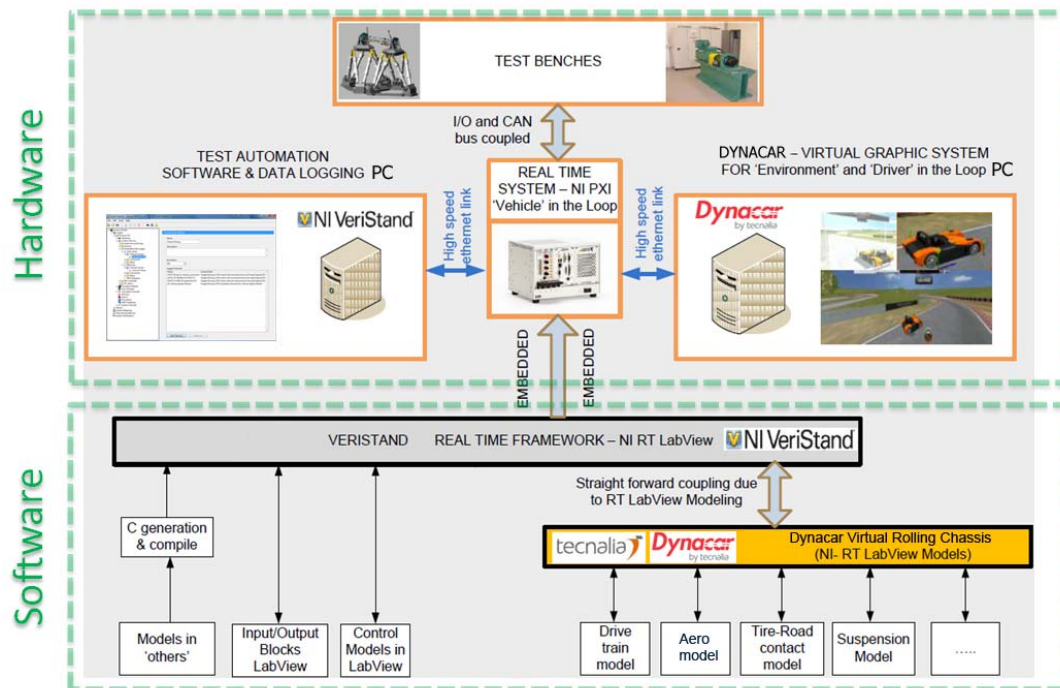 Hardware
TEST BENCHES
I/O and CAN
bus coupled
TEST AUTOMATION
SOFTWARE & DATA LOGGING PC
NI VeriStand
High speed
ethernet link
REAL TIME
SYSTEM – NI PXI
'Vehicle' in the Loop
High speed
ethernet link
DYNACAR – VIRTUAL GRAPHIC SYSTEM
FOR 'Environment' and 'Driver' in the Loop PC
Dynacar
by tecnalia
EMBEDDED
EMBEDDED
Software
VERISTAND REAL TIME FRAMEWORK – NI RT LabView
NI VeriStand
Straight forward coupling due
to RT LabView Modeling
C generation
& compile
tecnalia
Dynacar
by tecnalia
Dynacar Virtual Rolling Chassis
(NI- RT LabView Models)
Models in
'others'
Input/Output
Blocks
LabView
Control
Models in
LabView
Drive
train
model
Aero
model
Tire-Road
contact
model
Suspension
Model
.....